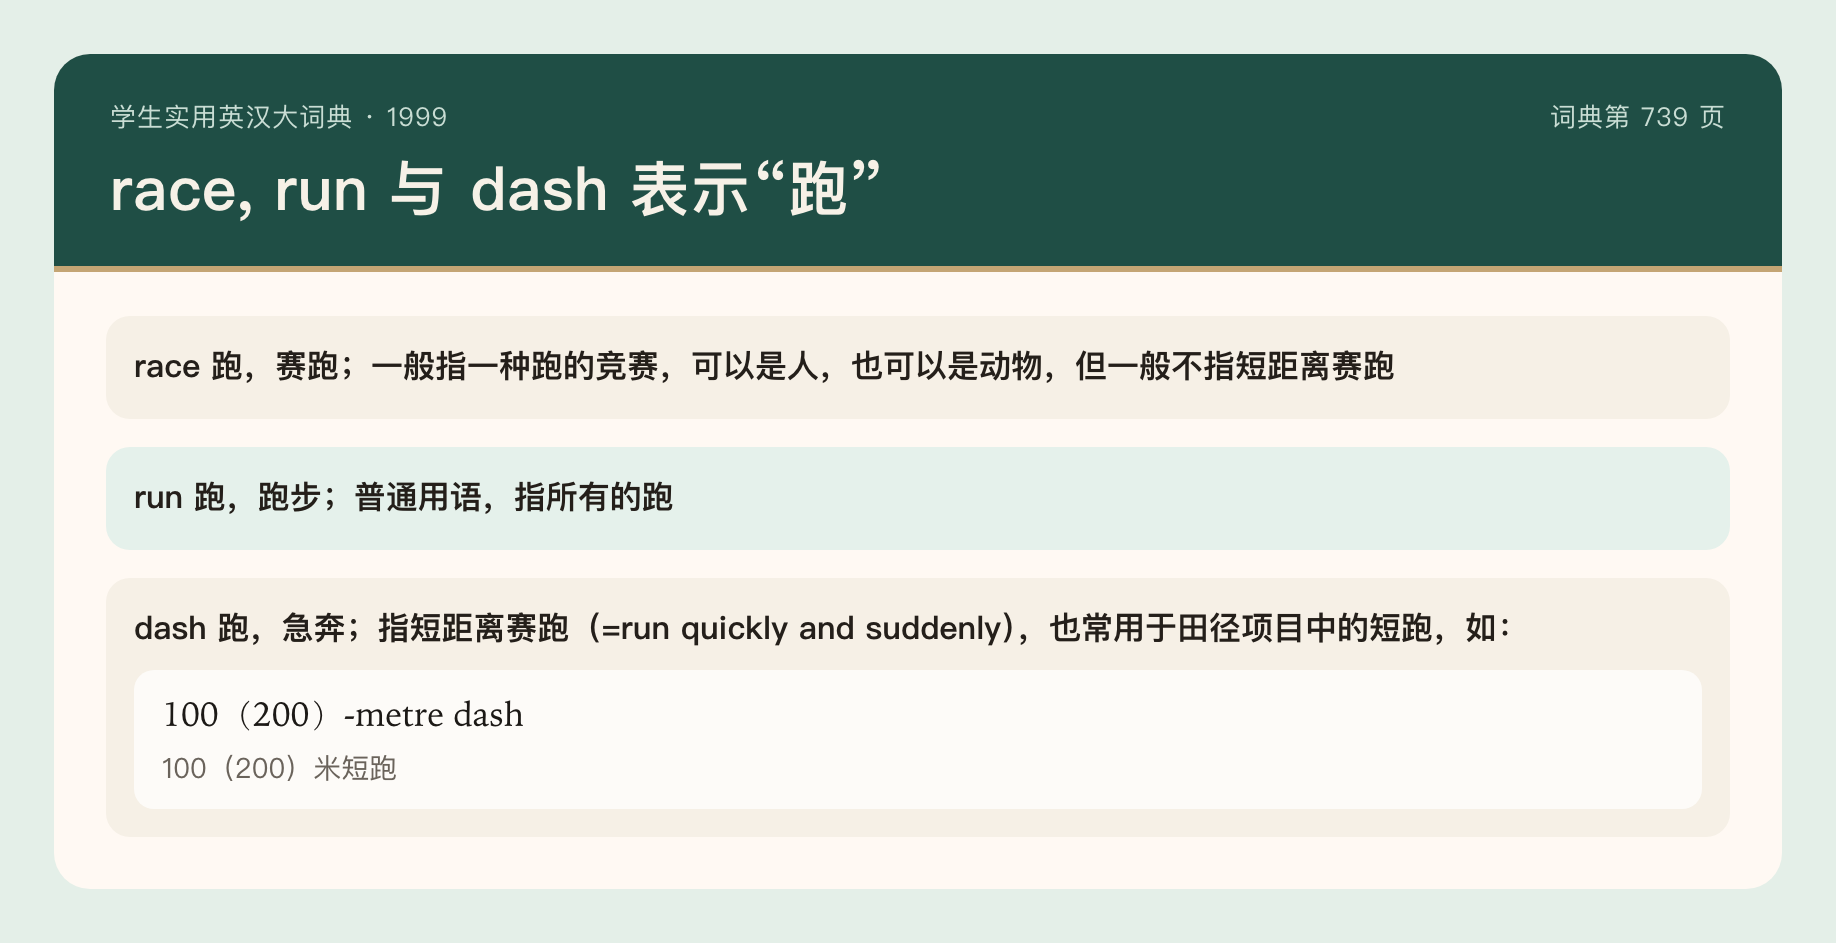 学生实用英汉大词典 · 1999
词典第 739 页
race, run 与 dash 表示“跑”
race 跑，赛跑；一般指一种跑的竞赛，可以是人，也可以是动物，但一般不指短距离赛跑
run 跑，跑步；普通用语，指所有的跑
dash 跑，急奔；指短距离赛跑（=run quickly and suddenly），也常用于田径项目中的短跑，如：
100（200）-metre dash
100（200）米短跑